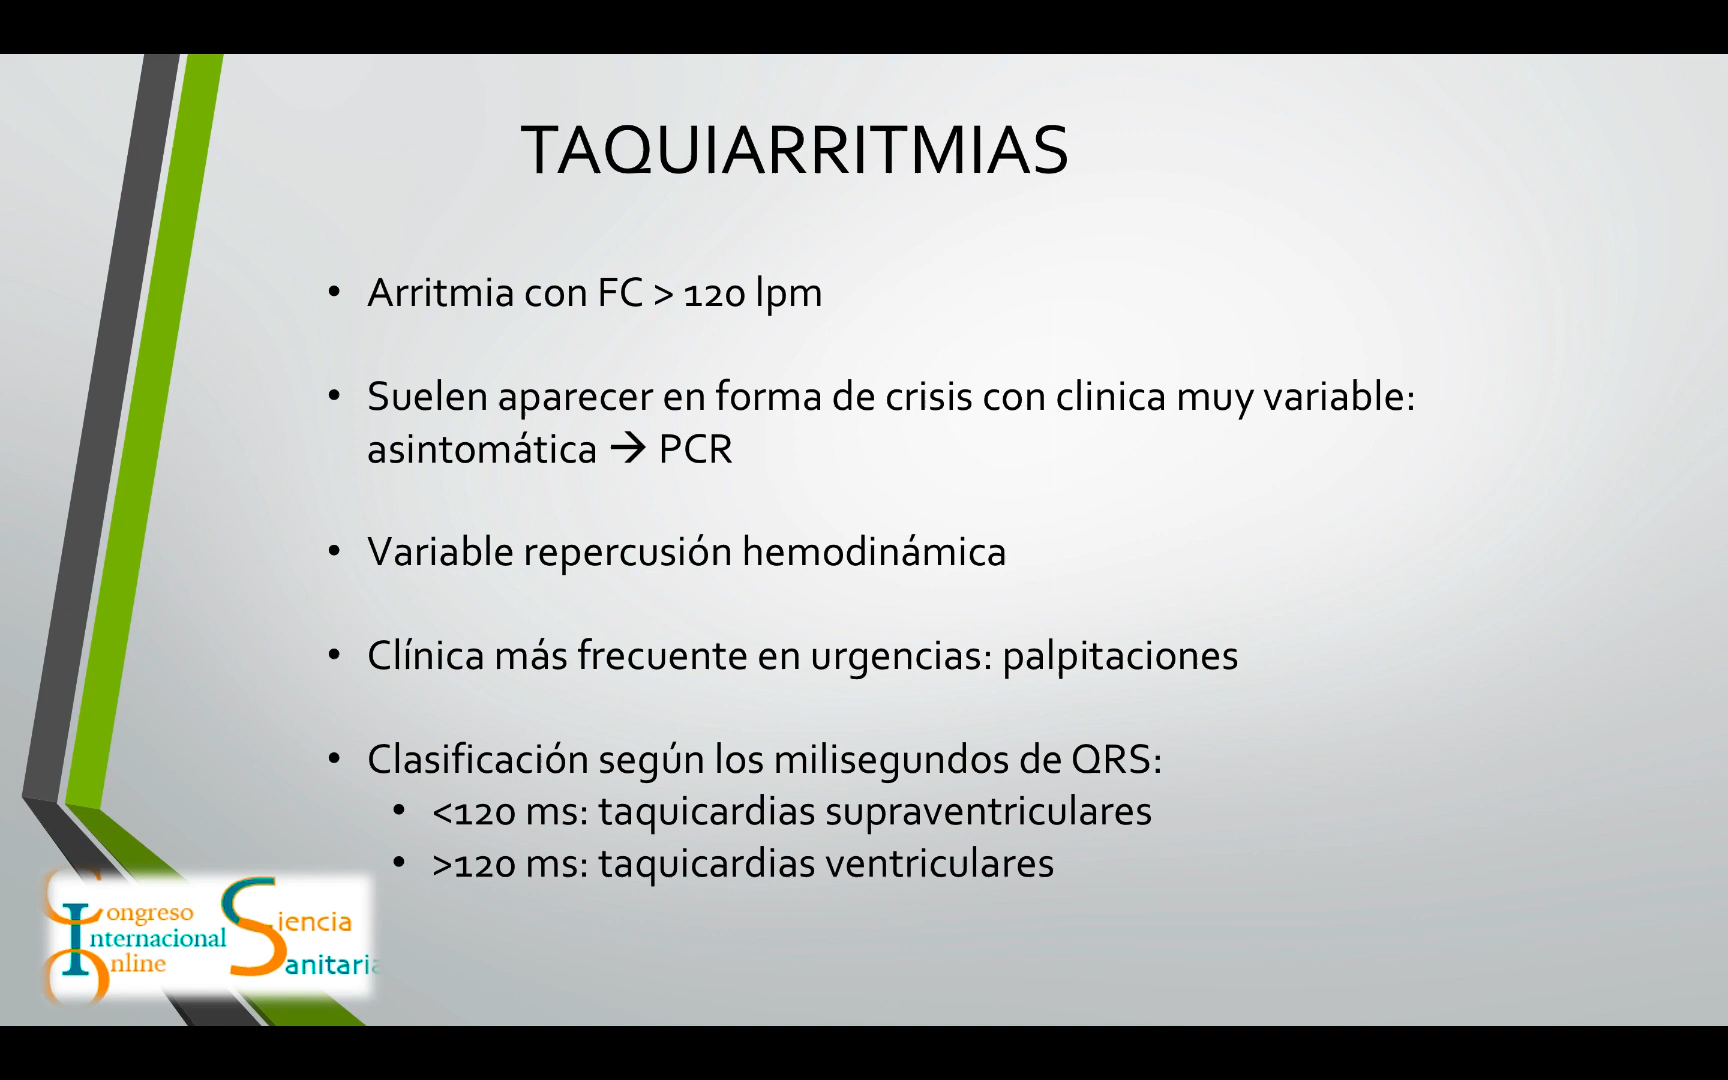 TAQUIARRITMIAS
• Arritmia con FC > 120 lpm
• Suelen aparecer en forma de crisis con clinica muy variable:
asintomática → PCR
• Variable repercusión hemodinámica
• Clínica más frecuente en urgencias: palpitaciones
• Clasificación según los milisegundos de QRS:
• <120 ms: taquicardias supraventriculares
• >120 ms: taquicardias ventriculares
Congreso
Internacional
Online
Siencia
Sanitaria